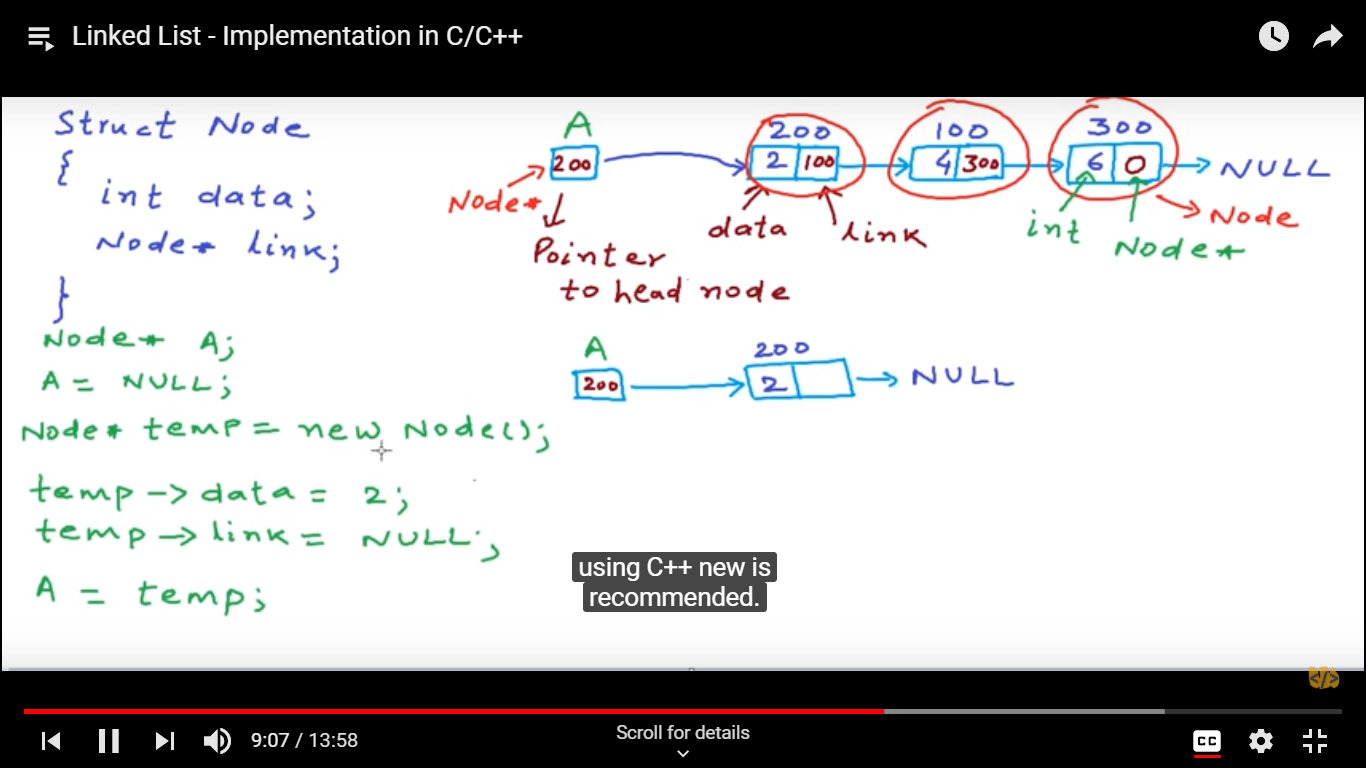 Linked List - Implementation in C/C++
Struct Node
{
int data;
Node* link;
}
Node* A;
A = NULL;
Node* temp = new Node();
temp -> data = 2;
temp -> link = NULL;
A = temp;
A
200
Node*
Pointer
to head node
200
2 100
data
link
100
4 300
300
6 0
NULL
int
Node*
Node
A
200
200
2
NULL
using C++ new is
recommended.
</>
9:07 / 13:58
Scroll for details
CC